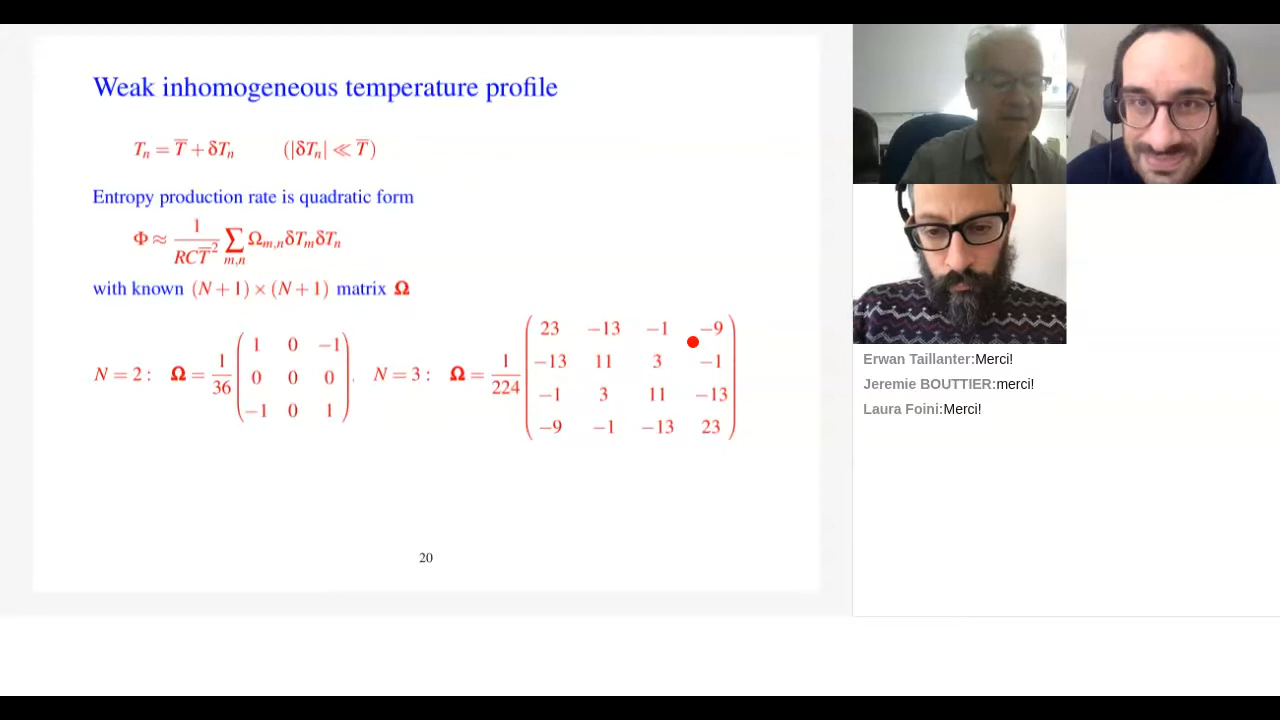 Weak inhomogeneous temperature profile
Tₙ = T̅ + δTₙ (|δTₙ| ≪ T̅)
Entropy production rate is quadratic form
Φ ≈ 1/(RCT̅²) ∑_{m,n} Ω_{m,n} δTₘ δTₙ
with known (N+1) × (N+1) matrix Ω
N = 2 : Ω = 1/36 ( 1 0 −1 ; 0 0 0 ; −1 0 1 ) , N = 3 : Ω = 1/224 ( 23 −13 −1 −9 ; −13 11 3 −1 ; −1 3 11 −13 ; −9 −1 −13 23 )
20
Erwan Taillanter:Merci!
Jeremie BOUTTIER:merci!
Laura Foini:Merci!